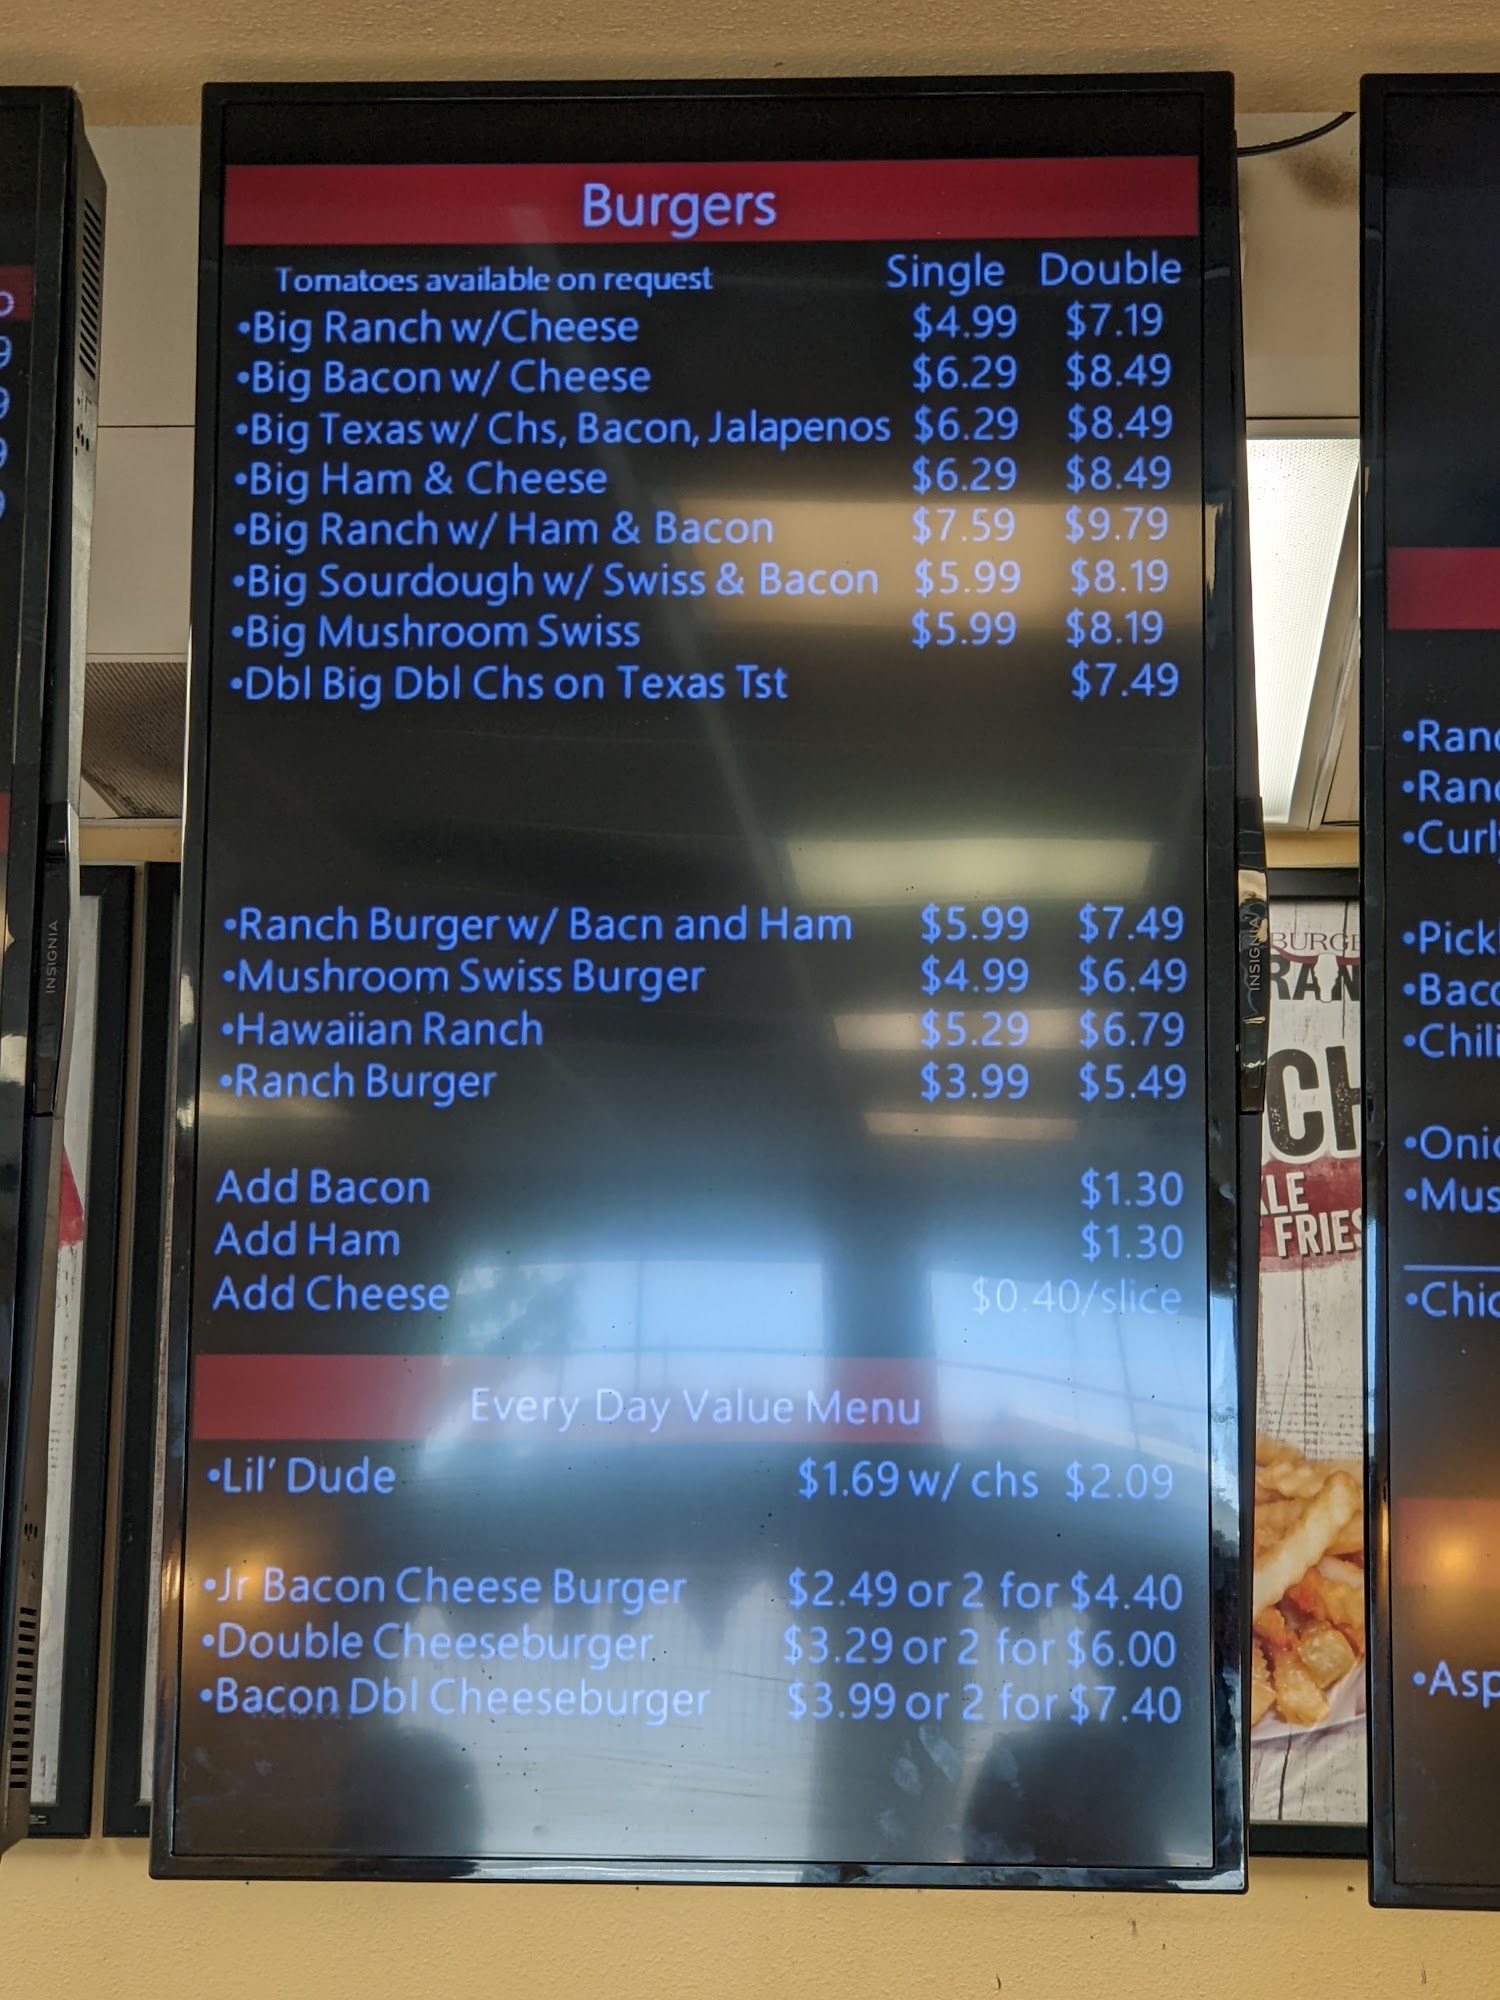 Burgers
Tomatoes available on request Single Double
•Big Ranch w/Cheese $4.99 $7.19
•Big Bacon w/ Cheese $6.29 $8.49
•Big Texas w/ Chs, Bacon, Jalapenos $6.29 $8.49
•Big Ham & Cheese $6.29 $8.49
•Big Ranch w/ Ham & Bacon $7.59 $9.79
•Big Sourdough w/ Swiss & Bacon $5.99 $8.19
•Big Mushroom Swiss $5.99 $8.19
•Dbl Big Dbl Chs on Texas Tst $7.49
•Ranch Burger w/ Bacn and Ham $5.99 $7.49
•Mushroom Swiss Burger $4.99 $6.49
•Hawaiian Ranch $5.29 $6.79
•Ranch Burger $3.99 $5.49
Add Bacon $1.30
Add Ham $1.30
Add Cheese $0.40/slice
Every Day Value Menu
•Lil' Dude $1.69 w/ chs $2.09
•Jr Bacon Cheese Burger $2.49 or 2 for $4.40
•Double Cheeseburger $3.29 or 2 for $6.00
•Bacon Dbl Cheeseburger $3.99 or 2 for $7.40
INSIGNIA
INSIGNIA
FRIES